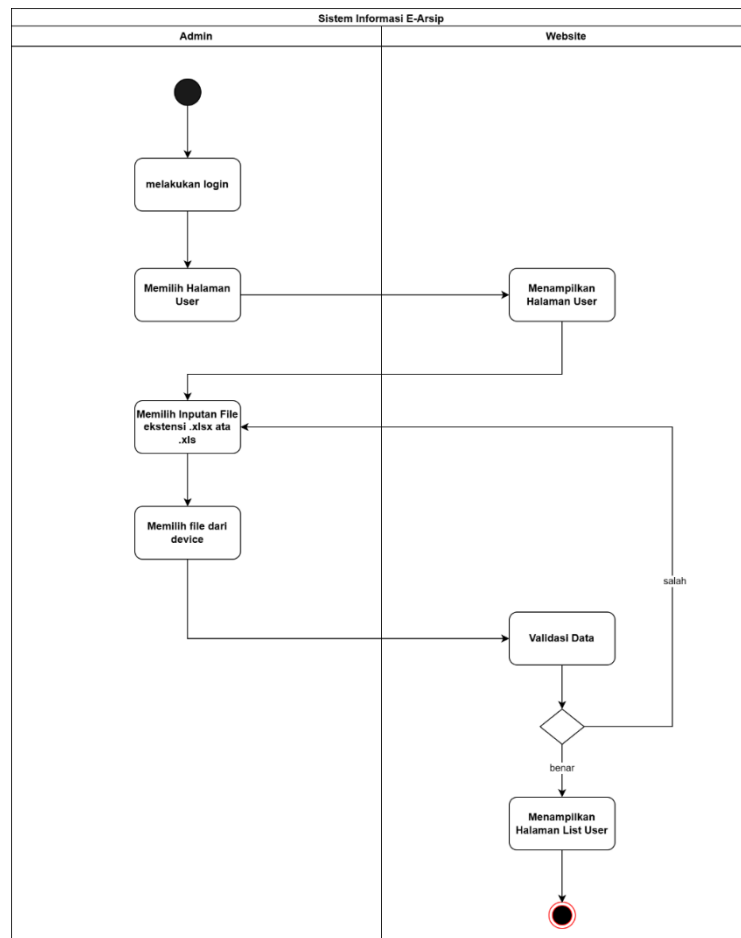 Sistem Informasi E-Arsip
Admin
Website
melakukan login
Memilih Halaman
User
Menampilkan
Halaman User
Memilih Inputan File
ekstensi .xlsx ata
.xls
Memilih file dari
device
salah
Validasi Data
benar
Menampilkan
Halaman List User